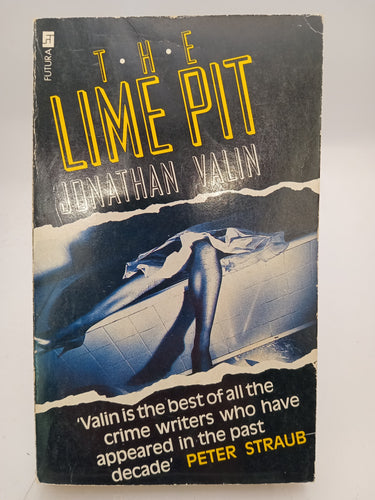 FUTURA
T·H·E
LIME PIT
JONATHAN VALIN
'Valin is the best of all the
crime writers who have
appeared in the past
decade' PETER STRAUB